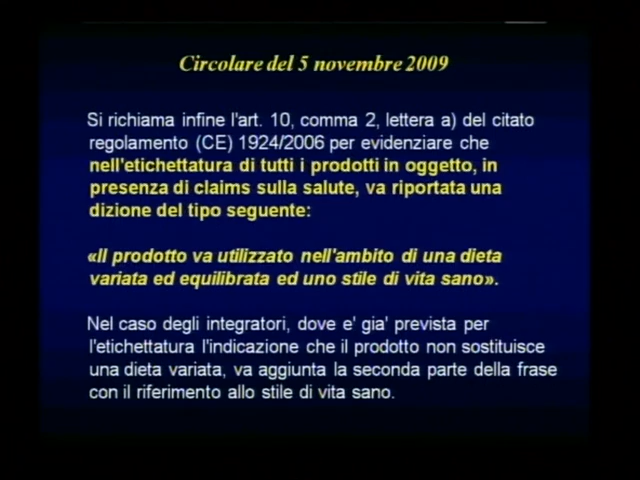 Circolare del 5 novembre 2009
Si richiama infine l'art. 10, comma 2, lettera a) del citato
regolamento (CE) 1924/2006 per evidenziare che
nell'etichettatura di tutti i prodotti in oggetto, in
presenza di claims sulla salute, va riportata una
dizione del tipo seguente:
«Il prodotto va utilizzato nell'ambito di una dieta
variata ed equilibrata ed uno stile di vita sano».
Nel caso degli integratori, dove e' gia' prevista per
l'etichettatura l'indicazione che il prodotto non sostituisce
una dieta variata, va aggiunta la seconda parte della frase
con il riferimento allo stile di vita sano.